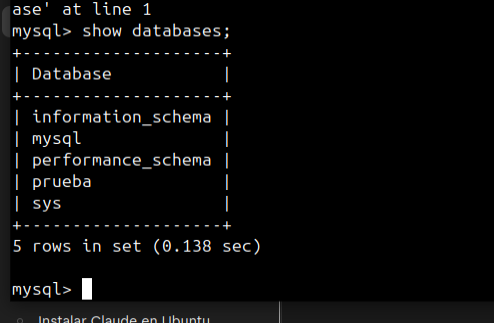 ase' at line 1
mysql> show databases;
+--------------------+
| Database           |
+--------------------+
| information_schema |
| mysql              |
| performance_schema |
| prueba             |
| sys                |
+--------------------+
5 rows in set (0.138 sec)
mysql>
Instalar Claude en Ubuntu